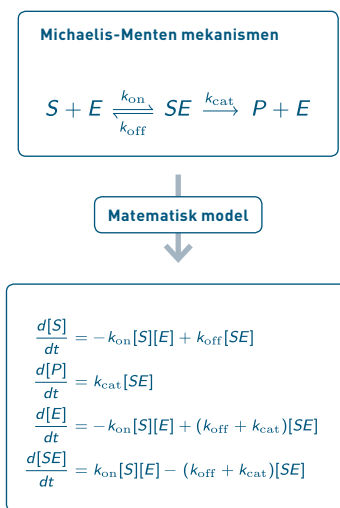 Michaelis-Menten mekanismen
S + E ⇌ SE → P + E
k_on k_cat
k_off
Matematisk model
d[S]/dt = −k_on[S][E] + k_off[SE]
d[P]/dt = k_cat[SE]
d[E]/dt = −k_on[S][E] + (k_off + k_cat)[SE]
d[SE]/dt = k_on[S][E] − (k_off + k_cat)[SE]